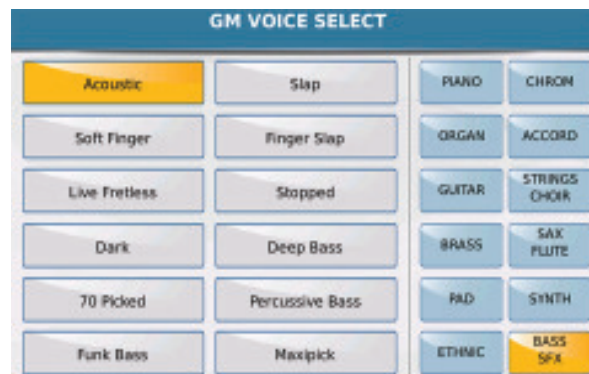 GM VOICE SELECT
Acoustic
Slap
PIANO
CHROM
Soft Finger
Finger Slap
ORGAN
ACCORD
Live Fretless
Stopped
GUITAR
STRINGS
CHOIR
Dark
Deep Bass
BRASS
SAX
FLUTE
70 Picked
Percussive Bass
PAD
SYNTH
Funk Bass
Maxipick
ETHNIC
BASS
SFX